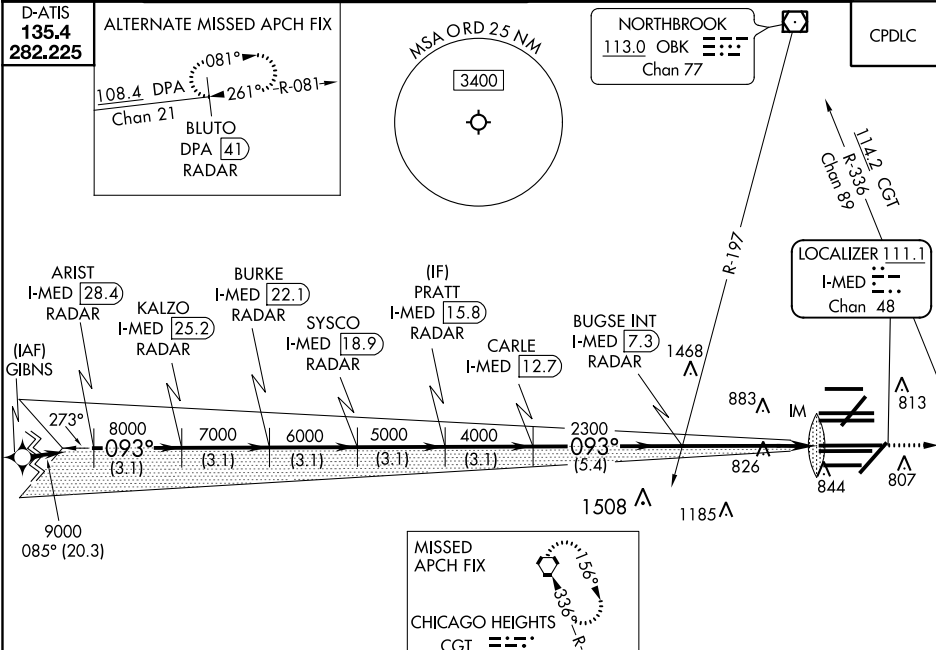 D-ATIS
135.4
282.225
ALTERNATE MISSED APCH FIX
081°
108.4 DPA
261°
R-081
Chan 21
BLUTO
DPA 41
RADAR
MSA ORD 25 NM
3400
NORTHBROOK
113.0 OBK
Chan 77
CPDLC
114.2 CGT
R-336
Chan 89
R-197
LOCALIZER 111.1
I-MED
Chan 48
ARIST
I-MED 28.4
RADAR
KALZO
I-MED 25.2
RADAR
BURKE
I-MED 22.1
RADAR
SYSCO
I-MED 18.9
RADAR
(IF)
PRATT
I-MED 15.8
RADAR
CARLE
I-MED 12.7
BUGSE INT
I-MED 7.3
RADAR
1468
(IAF)
GIBNS
273°
8000
093°
(3.1)
7000
(3.1)
6000
(3.1)
5000
(3.1)
4000
(3.1)
2300
093°
(5.4)
883
IM
813
826
844
807
1508
1185
9000
085° (20.3)
MISSED
APCH FIX
156°
336°
R-
CHICAGO HEIGHTS
CGT